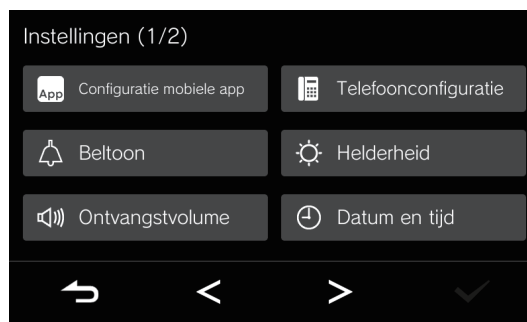 Instellingen (1/2)
App Configuratie mobiele app
Telefoonconfiguratie
Beltoon
Helderheid
Ontvangstvolume
Datum en tijd